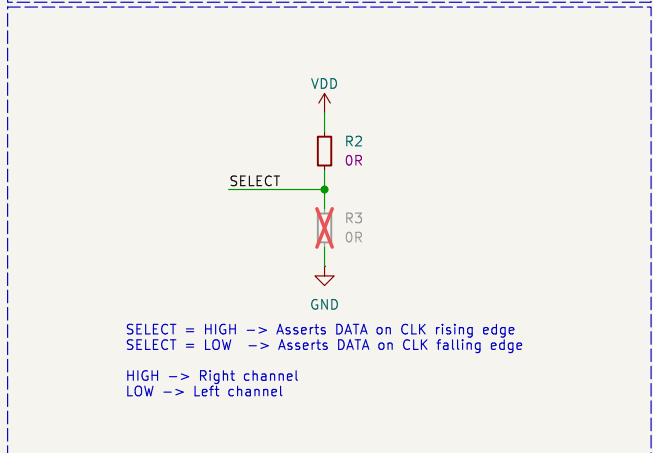 VDD
R2
0R
SELECT
R3
0R
GND
SELECT = HIGH -> Asserts DATA on CLK rising edge
SELECT = LOW  -> Asserts DATA on CLK falling edge
HIGH -> Right channel
LOW -> Left channel